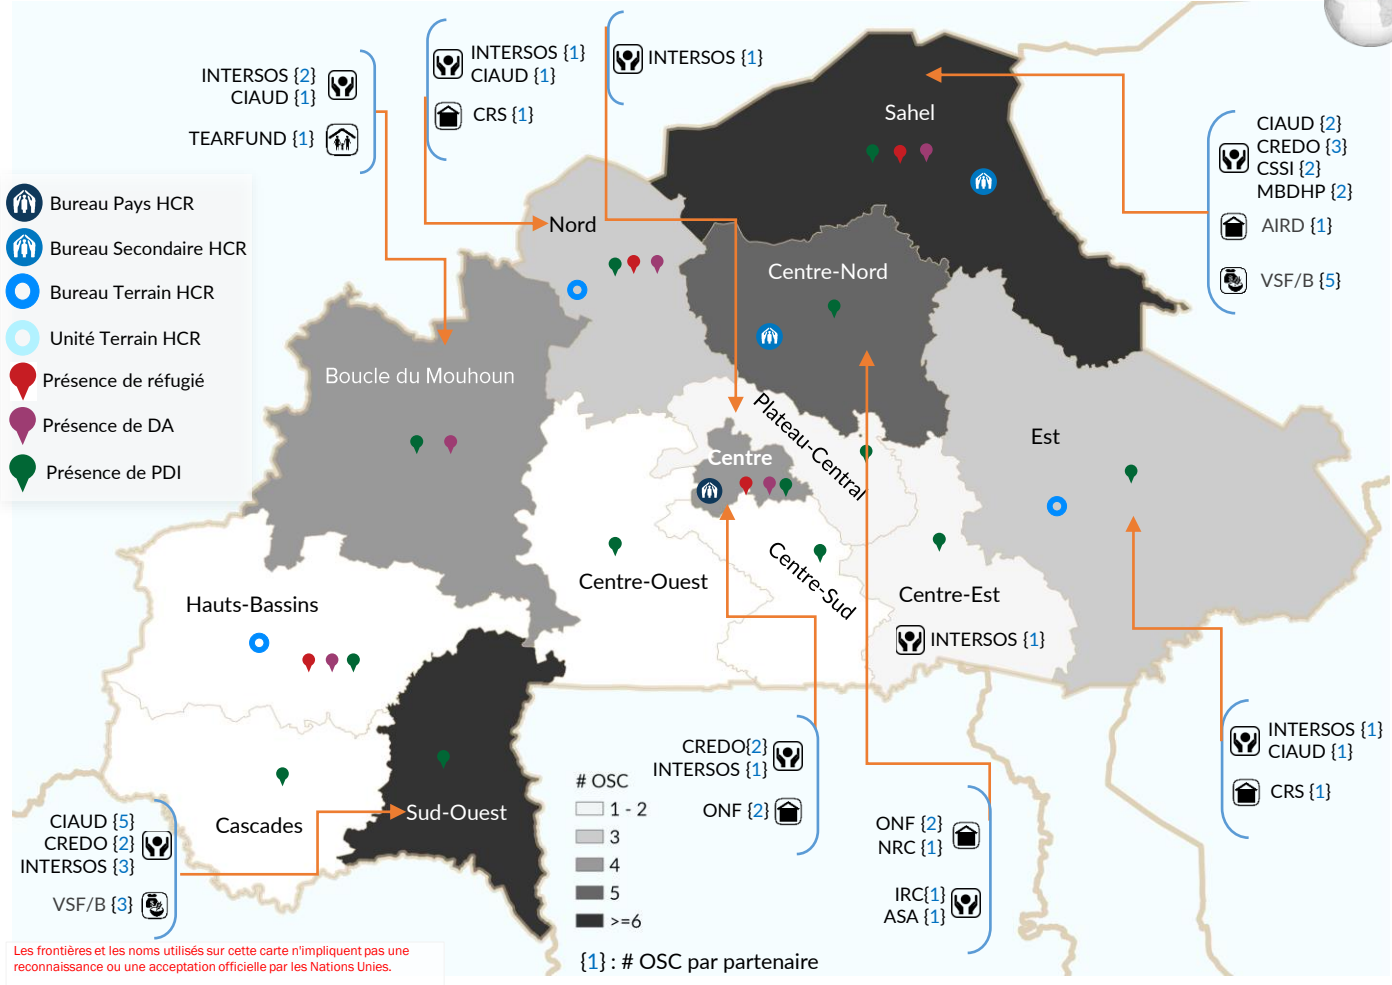 INTERSOS {2}
CIAUD {1}
TEARFUND {1}
INTERSOS {1}
CIAUD {1}
CRS {1}
INTERSOS {1}
CIAUD {2}
CREDO {3}
CSSI {2}
MBDHP {2}
AIRD {1}
VSF/B {5}
Bureau Pays HCR
Bureau Secondaire HCR
Bureau Terrain HCR
Unité Terrain HCR
Présence de réfugié
Présence de DA
Présence de PDI
Sahel
Nord
Centre-Nord
Boucle du Mouhoun
Plateau-Central
Centre
Est
Centre-Ouest
Centre-Sud
Centre-Est
INTERSOS {1}
Hauts-Bassins
Cascades
Sud-Ouest
CIAUD {5}
CREDO {2}
INTERSOS {3}
VSF/B {3}
CREDO{2}
INTERSOS {1}
ONF {2}
ONF {2}
NRC {1}
IRC{1}
ASA {1}
INTERSOS {1}
CIAUD {1}
CRS {1}
# OSC
1 - 2
3
4
5
>=6
{1} : # OSC par partenaire
Les frontières et les noms utilisés sur cette carte n'impliquent pas une
reconnaissance ou une acceptation officielle par les Nations Unies.